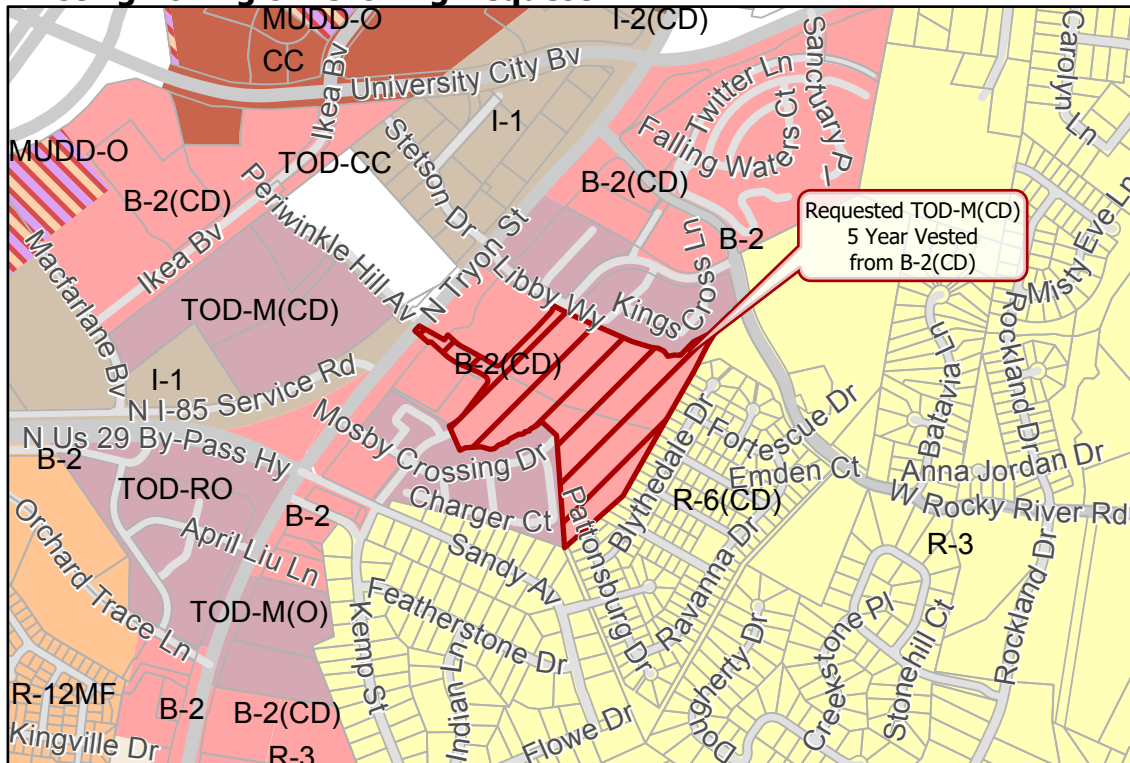 MUDD-O
I-2(CD)
CC
University City Bv
Ikea Bv
I-1
Stetson Dr
TOD-CC
Twitter Ln
Falling Waters Ct
Carolyn Ln
MUDD-O
B-2(CD)
Periwinkle Hill Av
B-2(CD)
Misty Eve Ln
Macfarlane Bv
Ikea Bv
N Tryon St
Libby Wy
Kings Cross Ln
B-2
Requested TOD-M(CD)
5 Year Vested
from B-2(CD)
TOD-M(CD)
B-2(CD)
I-1
N I-85 Service Rd
Batavia Ln
Rockland Dr
N Us 29 By-Pass Hy
B-2
Mosby Crossing Dr
Blythedale Dr
Fortescue Dr
Emden Ct
Anna Jordan Dr
TOD-RO
Charger Ct
R-6(CD)
W Rocky River Rd
B-2
April Liu Ln
Sandy Av
Pattonsburg Dr
Ravanna Dr
R-3
Orchard Trace Ln
TOD-M(O)
Kemp St
Featherstone Dr
Dougherty Dr
Creekstone Pl
Stonehill Ct
Rockland Dr
R-12MF
B-2
B-2(CD)
Indian Ln
Flowe Dr
Kingville Dr
R-3